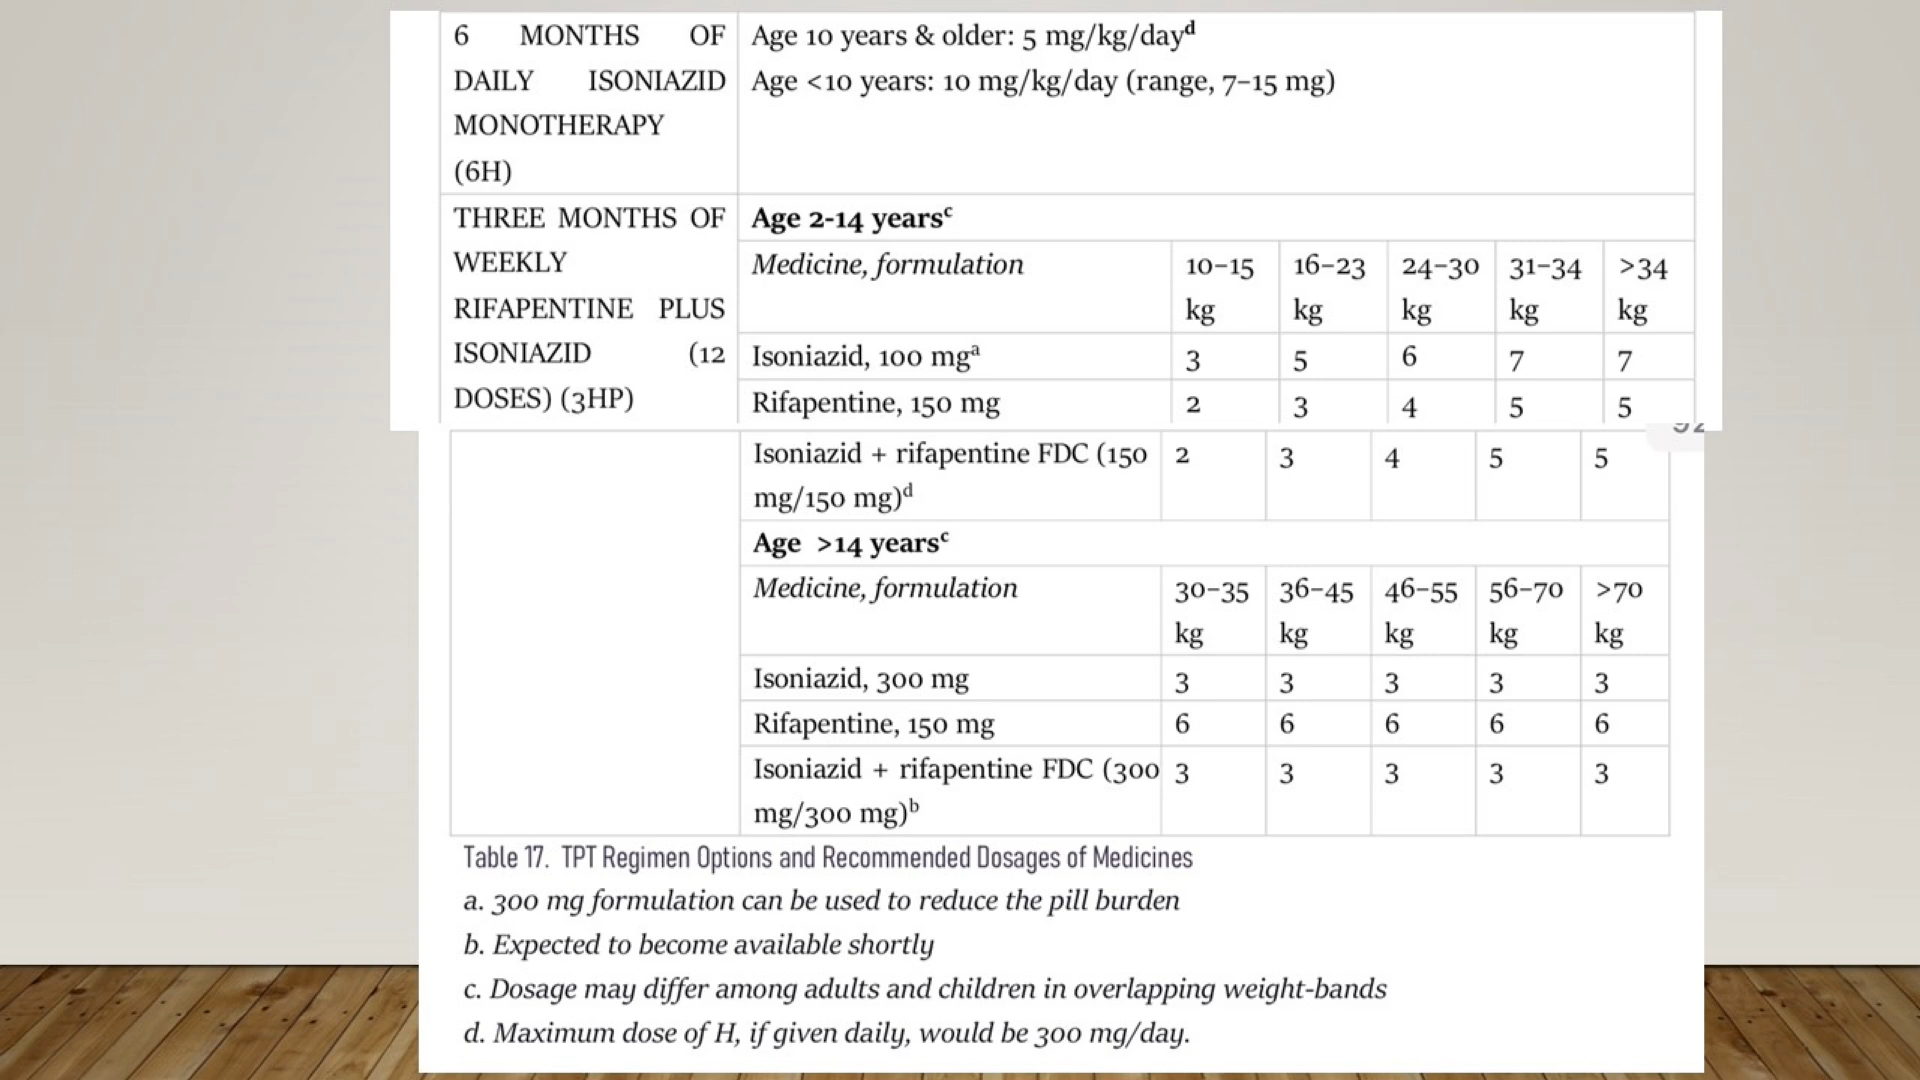 6 MONTHS OF DAILY ISONIAZID MONOTHERAPY (6H)
Age 10 years & older: 5 mg/kg/dayd
Age <10 years: 10 mg/kg/day (range, 7–15 mg)
THREE MONTHS OF WEEKLY RIFAPENTINE PLUS ISONIAZID (12 DOSES) (3HP)
Age 2-14 yearsc
Medicine, formulation 10–15 kg 16–23 kg 24–30 kg 31–34 kg >34 kg
Isoniazid, 100 mga 3 5 6 7 7
Rifapentine, 150 mg 2 3 4 5 5
Isoniazid + rifapentine FDC (150 mg/150 mg)d 2 3 4 5 5
Age >14 yearsc
Medicine, formulation 30–35 kg 36–45 kg 46–55 kg 56–70 kg >70 kg
Isoniazid, 300 mg 3 3 3 3 3
Rifapentine, 150 mg 6 6 6 6 6
Isoniazid + rifapentine FDC (300 mg/300 mg)b 3 3 3 3 3
Table 17. TPT Regimen Options and Recommended Dosages of Medicines
a. 300 mg formulation can be used to reduce the pill burden
b. Expected to become available shortly
c. Dosage may differ among adults and children in overlapping weight-bands
d. Maximum dose of H, if given daily, would be 300 mg/day.